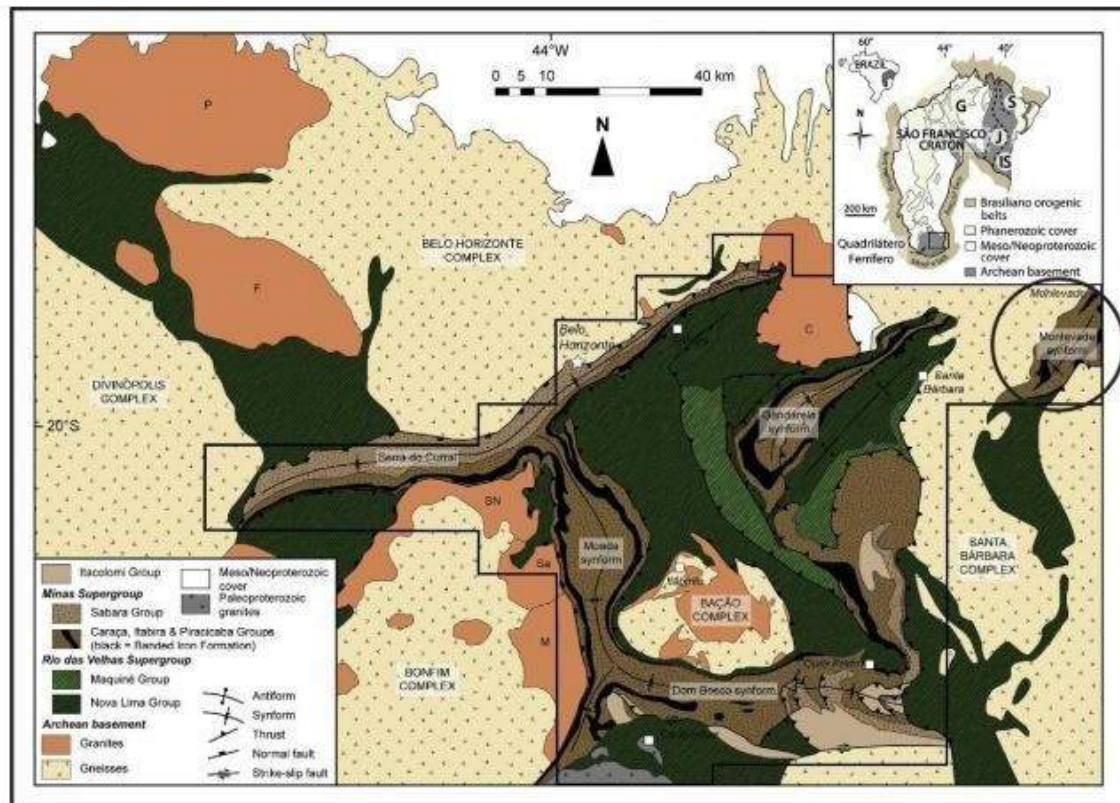 44°W
0 5 10 40 km
N
60°
44° 40°
0°
BRAZIL
N
G
S
SÃO FRANCISCO
CRATON
J
IS
200 km
Brasiliano orogenic
belts
Phanerozoic cover
Meso/Neoproterozoic
cover
Archean basement
Quadrilátero
Ferrífero
P
BELO HORIZONTE
COMPLEX
F
Belo
Horizonte
C
Monlevade
synform
Santa
Bárbara
DIVINÓPOLIS
COMPLEX
Gandarela
synform
20°S
Serra do Curral
SN
Moeda
synform
Sa
SANTA
BÁRBARA
COMPLEX
BAÇÃO
COMPLEX
M
BONFIM
COMPLEX
Ouro Preto
Dom Bosco synform
Itacolomi Group
Meso/Neoproterozoic
cover
Minas Supergroup
Paleoproterozoic
granites
Sabara Group
Caraça, Itabira & Piracicaba Groups
(black = Banded Iron Formation)
Rio das Velhas Supergroup
Maquiné Group
Nova Lima Group
Archean basement
Granites
Gneisses
Antiform
Synform
Thrust
Normal fault
Strike-slip fault